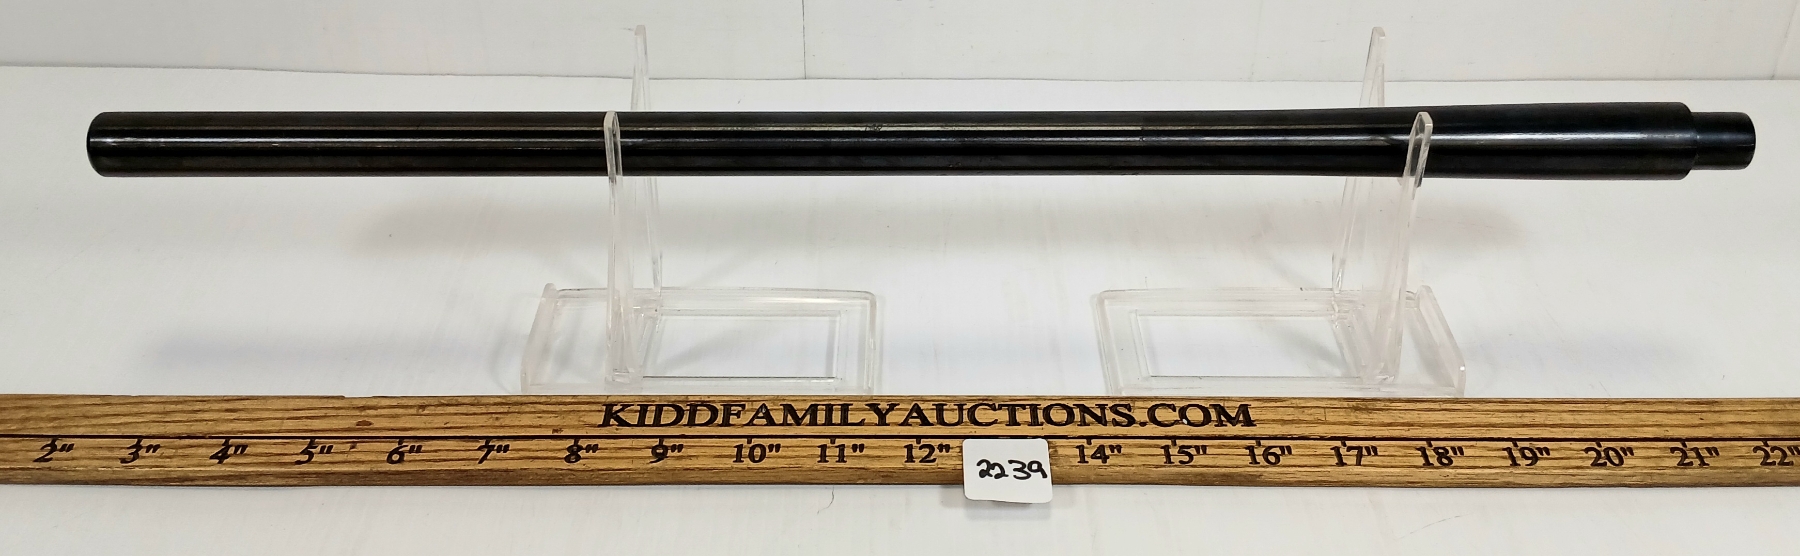 KIDDFAMILYAUCTIONS.COM
2" 3" 4" 5" 6" 7" 8" 9" 10" 11" 12" 14" 15" 16" 17" 18" 19" 20" 21" 22"
2239